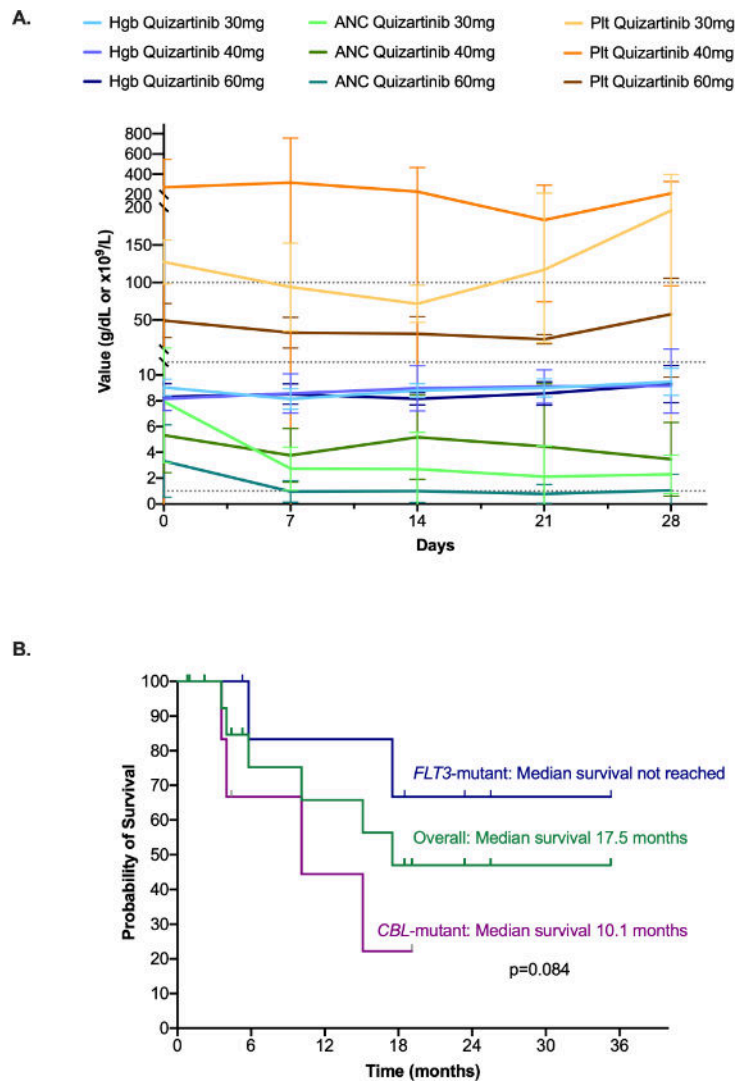 A.
Hgb Quizartinib 30mg ANC Quizartinib 30mg Plt Quizartinib 30mg
Hgb Quizartinib 40mg ANC Quizartinib 40mg Plt Quizartinib 40mg
Hgb Quizartinib 60mg ANC Quizartinib 60mg Plt Quizartinib 60mg
Value (g/dL or x10⁹/L)
800
600
400
200
200
150
100
50
10
8
6
4
2
0
0 7 14 21 28
Days
B.
Probability of Survival
100
90
80
70
60
50
40
30
20
10
0
FLT3-mutant: Median survival not reached
Overall: Median survival 17.5 months
CBL-mutant: Median survival 10.1 months
p=0.084
0 6 12 18 24 30 36
Time (months)